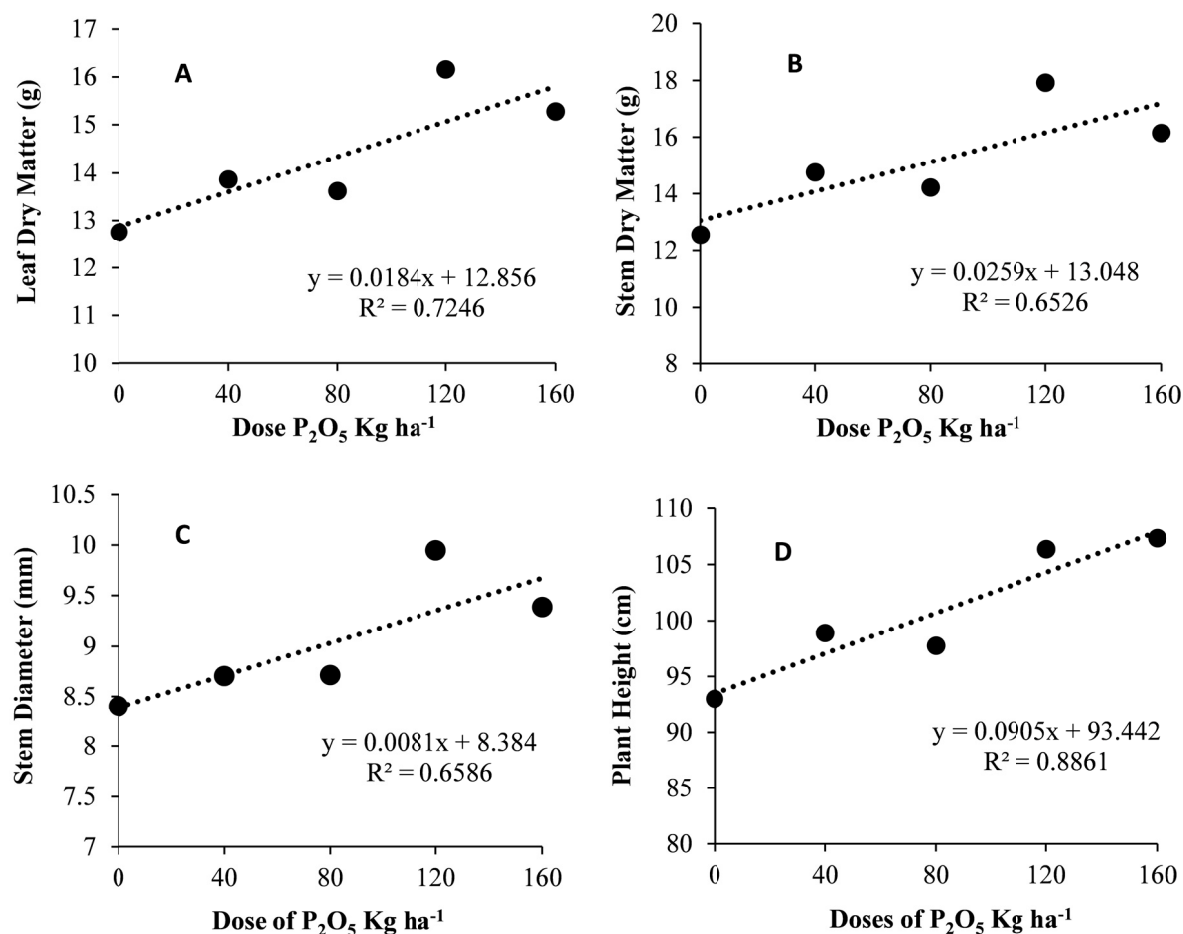 A
Leaf Dry Matter (g)
17
16
15
14
13
12
11
10
y = 0.0184x + 12.856
R² = 0.7246
0 40 80 120 160
Dose P₂O₅ Kg ha⁻¹
B
Stem Dry Matter (g)
20
18
16
14
12
10
8
y = 0.0259x + 13.048
R² = 0.6526
0 40 80 120 160
Dose P₂O₅ Kg ha⁻¹
C
Stem Diameter (mm)
10.5
10
9.5
9
8.5
8
7.5
7
y = 0.0081x + 8.384
R² = 0.6586
0 40 80 120 160
Dose of P₂O₅ Kg ha⁻¹
D
Plant Height (cm)
110
105
100
95
90
85
80
y = 0.0905x + 93.442
R² = 0.8861
0 40 80 120 160
Doses of P₂O₅ Kg ha⁻¹